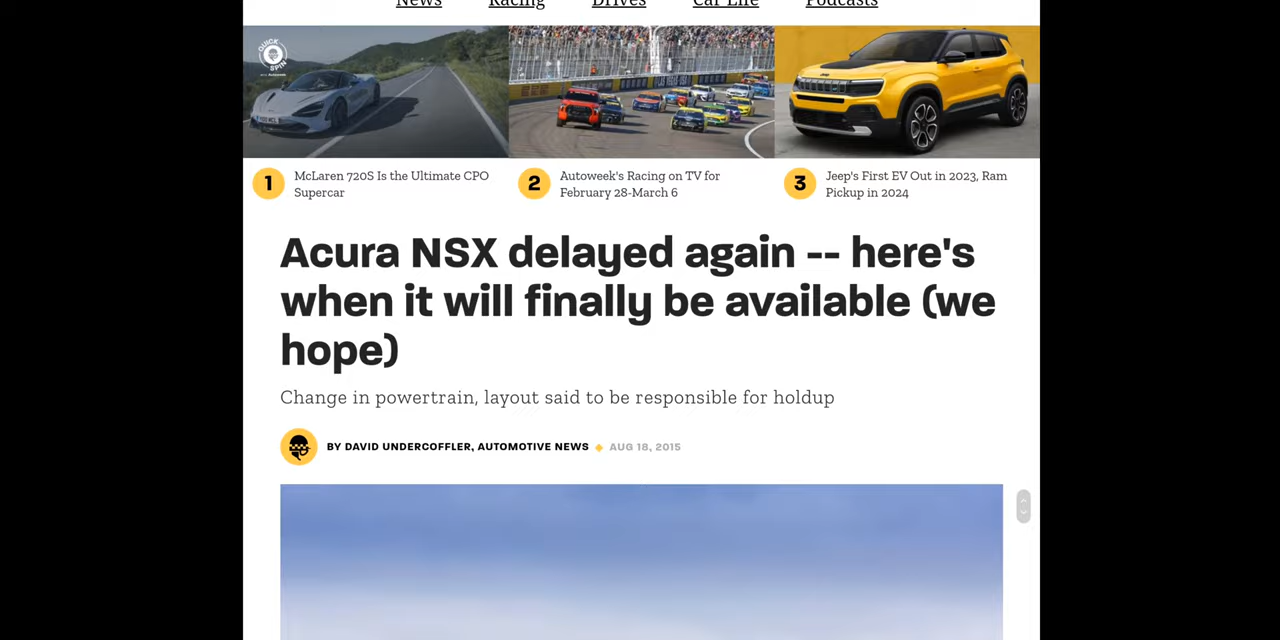 News Racing Drives Car Life Podcasts
QUICK
SPIN
1 McLaren 720S Is the Ultimate CPO
Supercar
2 Autoweek's Racing on TV for
February 28-March 6
3 Jeep's First EV Out in 2023, Ram
Pickup in 2024
Acura NSX delayed again -- here's
when it will finally be available (we
hope)
Change in powertrain, layout said to be responsible for holdup
BY DAVID UNDERCOFFLER, AUTOMOTIVE NEWS AUG 18, 2015